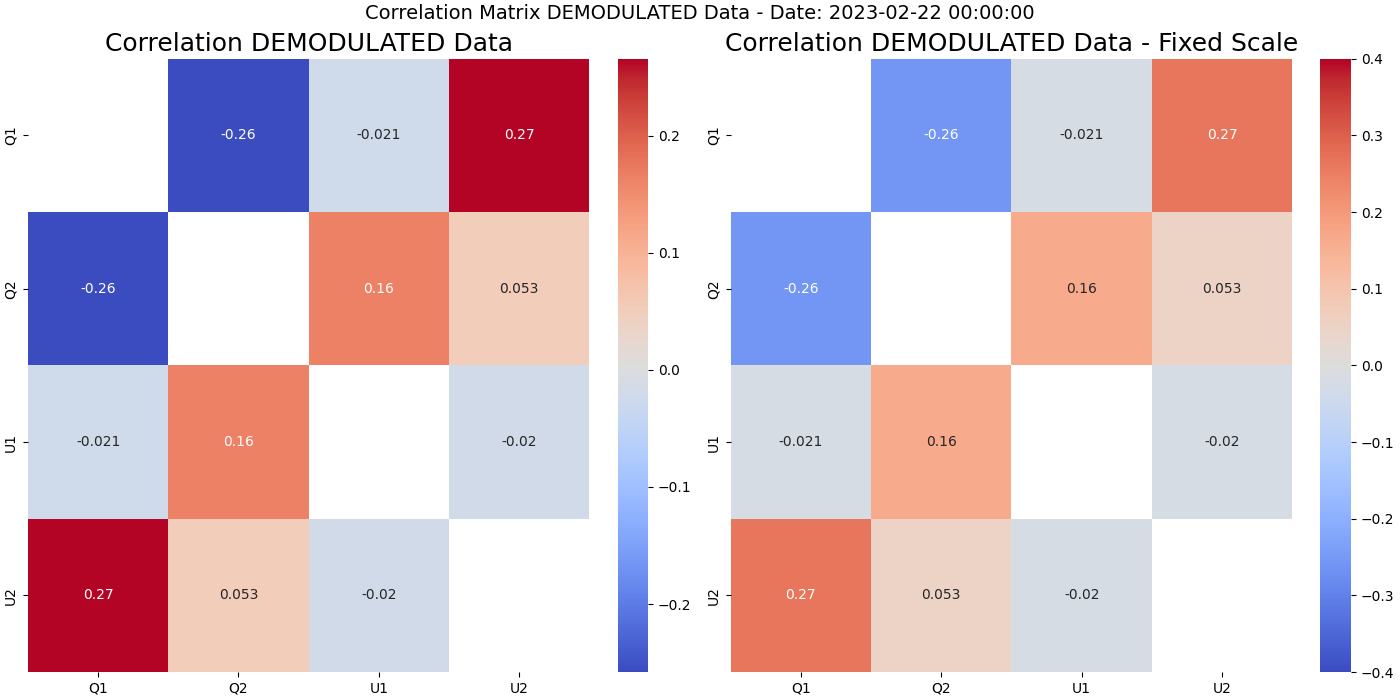 Correlation Matrix DEMODULATED Data - Date: 2023-02-22 00:00:00
Correlation DEMODULATED Data
Q1
-0.26
-0.021
0.27
Q2
-0.26
0.16
0.053
U1
-0.021
0.16
-0.02
U2
0.27
0.053
-0.02
Q1
Q2
U1
U2
0.2
0.1
0.0
−0.1
−0.2
Correlation DEMODULATED Data - Fixed Scale
Q1
-0.26
-0.021
0.27
Q2
-0.26
0.16
0.053
U1
-0.021
0.16
-0.02
U2
0.27
0.053
-0.02
Q1
Q2
U1
U2
0.4
0.3
0.2
0.1
0.0
−0.1
−0.2
−0.3
−0.4